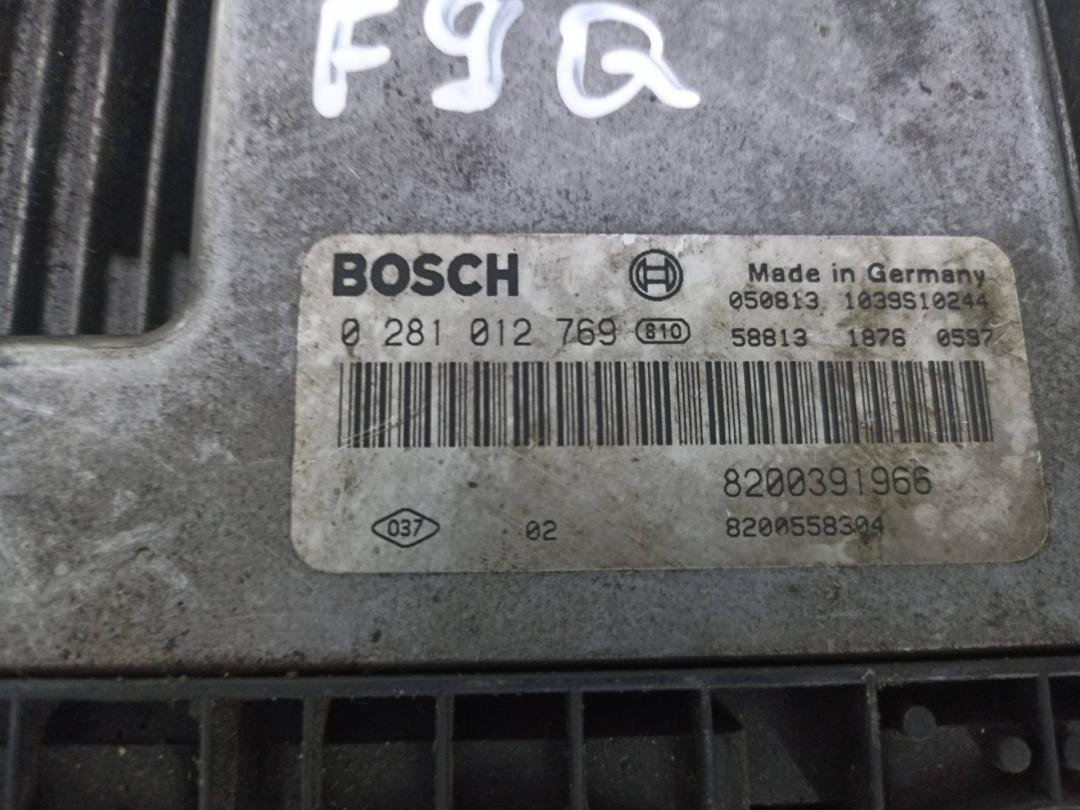 F9Q
BOSCH
Made in Germany
050813 1039S10244
0 281 012 769 810
58813 1876 0597
8200391966
037 02 8200558304